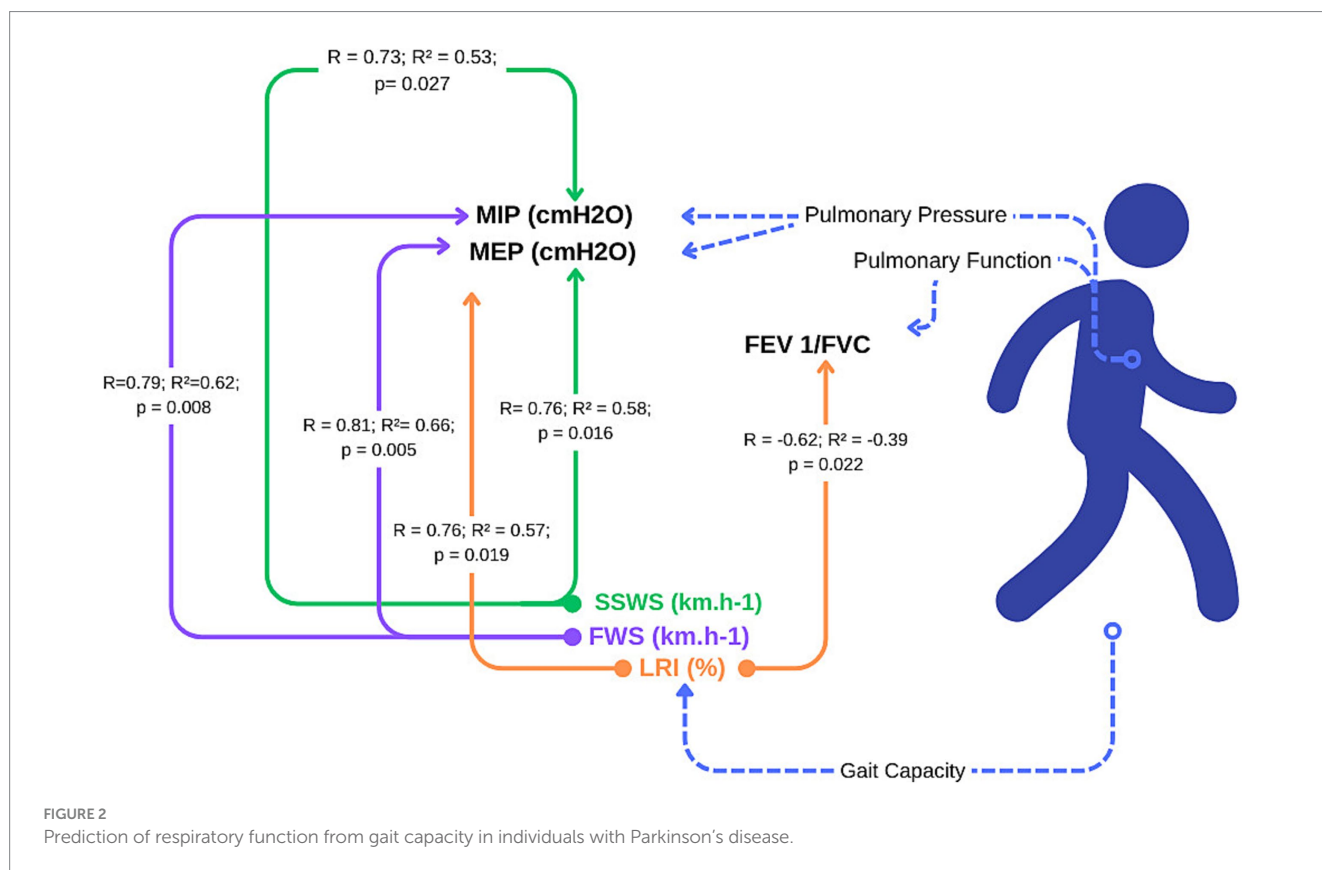 R = 0.73; R² = 0.53;
p= 0.027
MIP (cmH2O)
MEP (cmH2O)
Pulmonary Pressure
Pulmonary Function
FEV 1/FVC
R=0.79; R²=0.62;
p = 0.008
R = 0.81; R²= 0.66;
p = 0.005
R= 0.76; R² = 0.58;
p = 0.016
R = -0.62; R² = -0.39
p = 0.022
R = 0.76; R² = 0.57;
p = 0.019
SSWS (km.h-1)
FWS (km.h-1)
LRI (%)
Gait Capacity
FIGURE 2
Prediction of respiratory function from gait capacity in individuals with Parkinson’s disease.